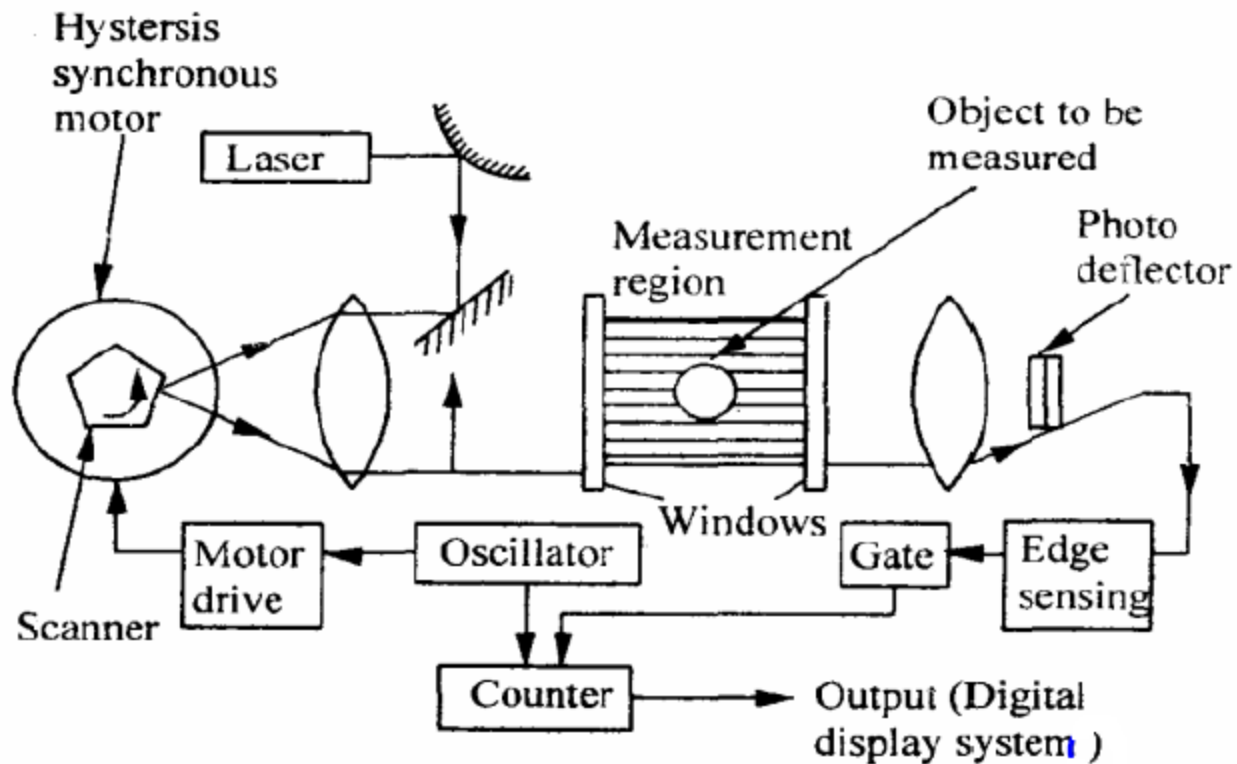 Hystersis
synchronous
motor
Laser
Object to be
measured
Measurement
region
Photo
deflector
Windows
Motor
drive
Oscillator
Gate
Edge
sensing
Scanner
Counter
Output (Digital
display system )